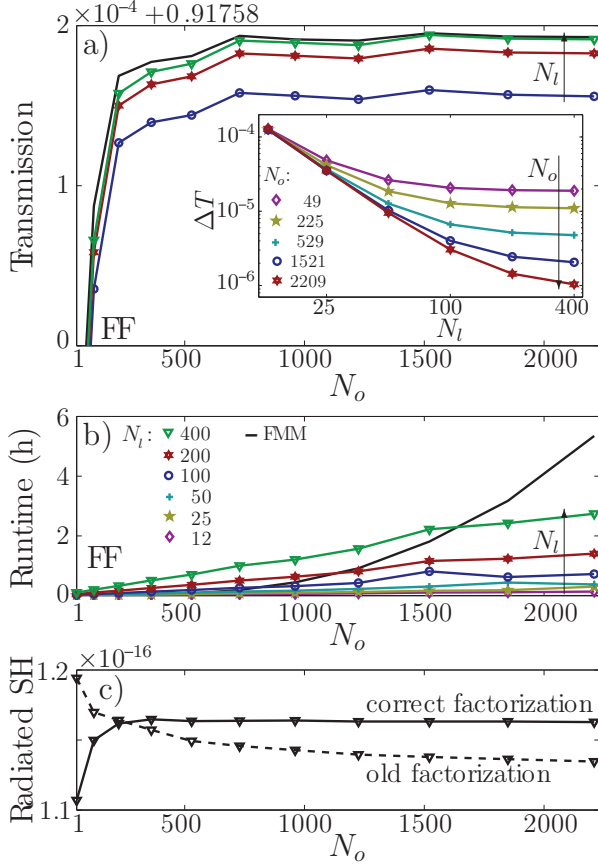 2 ×10⁻⁴ +0.91758
a)
Transmission
1
0
FF
N_l
10⁻⁴
10⁻⁵
10⁻⁶
ΔT
N_o:
49
225
529
1521
2209
N_o
25 100 400
N_l
1 500 1000 1500 2000
N_o
6
4
2
0
Runtime (h)
b)
N_l: 400
200
100
50
25
12
FMM
FF
N_l
1 500 1000 1500 2000
N_o
1.2 ×10⁻¹⁶
1.1
Radiated SH
c)
correct factorization
old factorization
1 500 1000 1500 2000
N_o